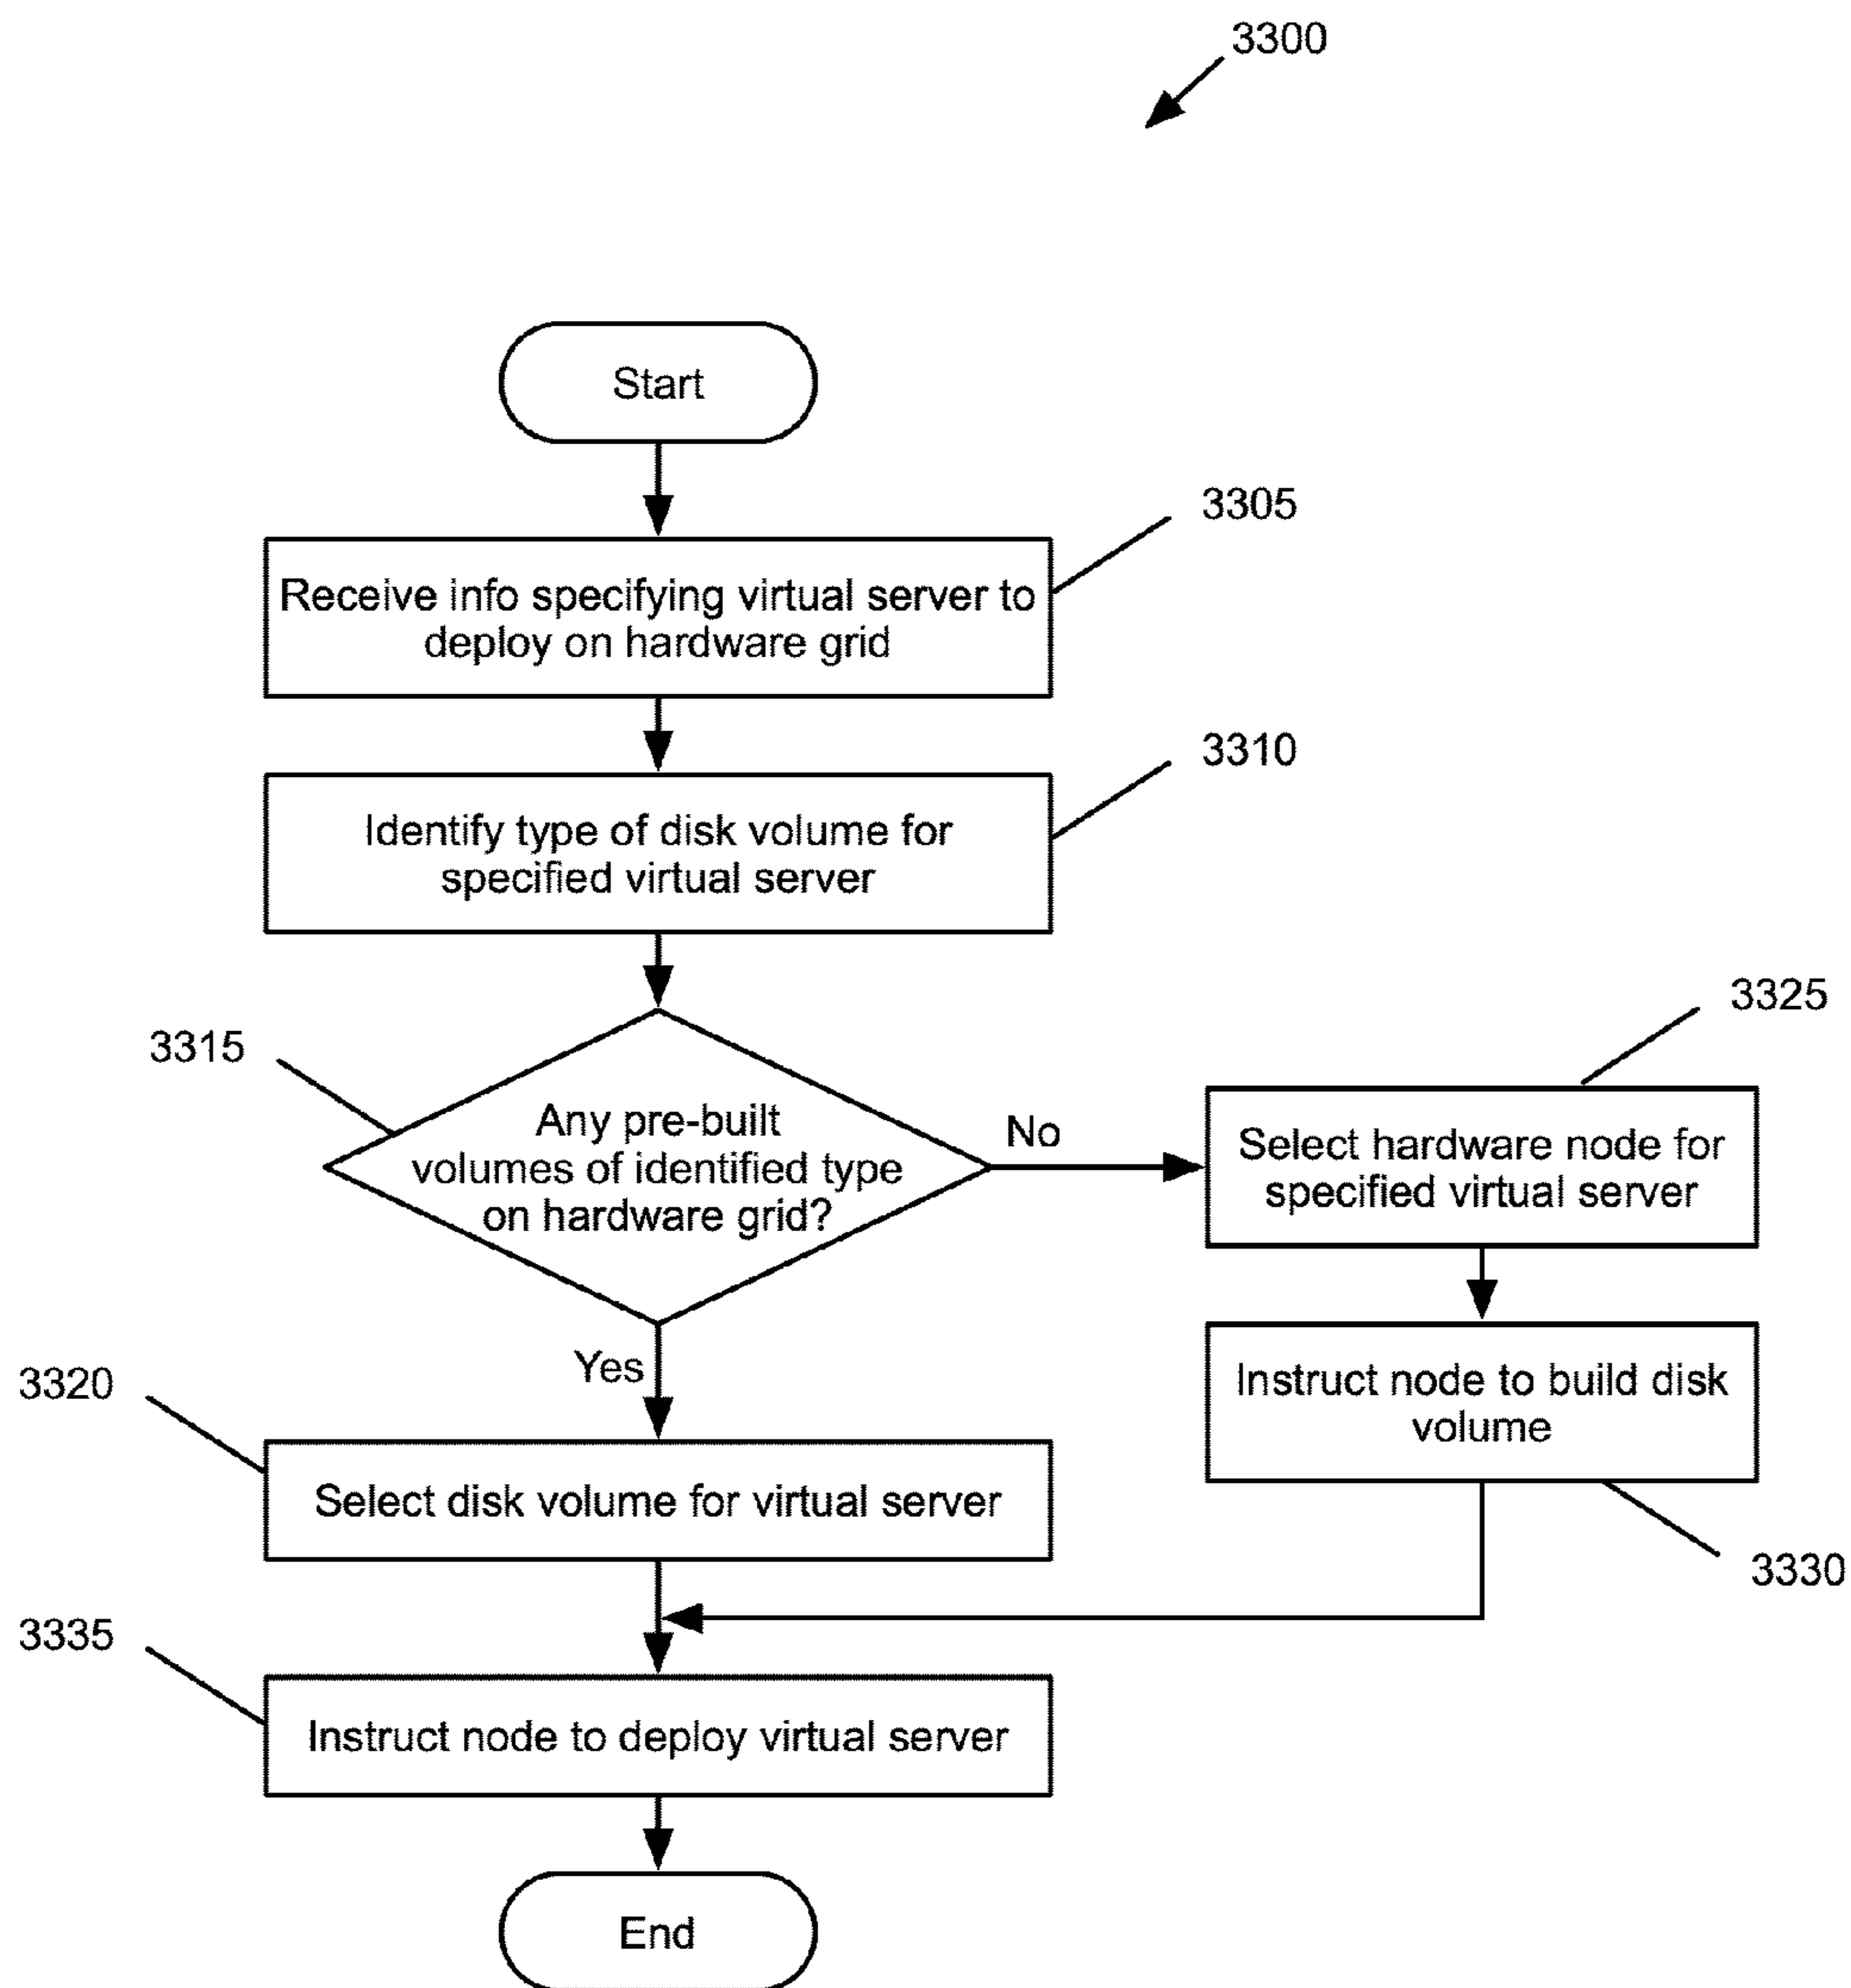 3300
Start
3305
Receive info specifying virtual server to
deploy on hardware grid
3310
Identify type of disk volume for
specified virtual server
3315
Any pre-built
volumes of identified type
on hardware grid?
No
3325
Select hardware node for
specified virtual server
Yes
3320
Select disk volume for virtual server
Instruct node to build disk
volume
3330
3335
Instruct node to deploy virtual server
End